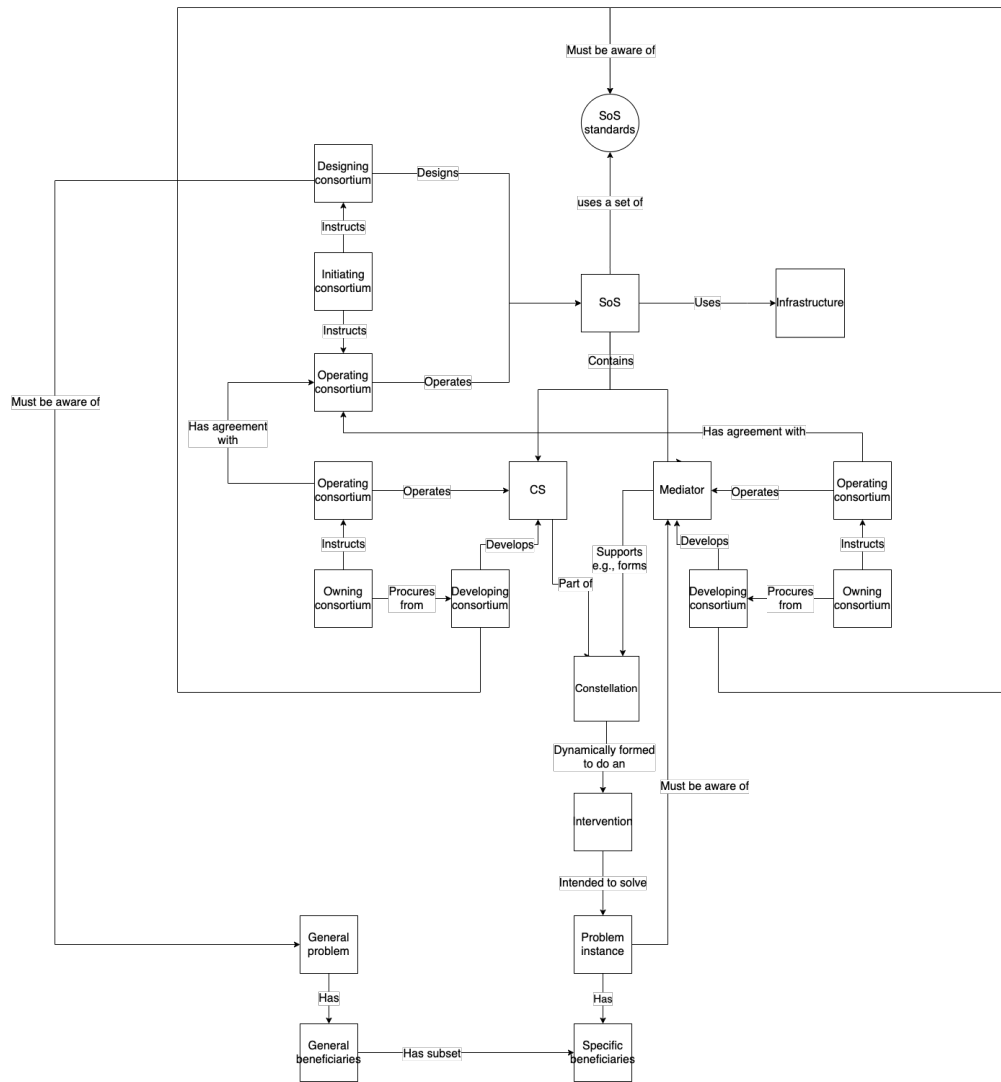 Must be aware of
SoS
standards
Designing
consortium
Designs
uses a set of
Instructs
Initiating
consortium
SoS
Uses
Infrastructure
Instructs
Contains
Operating
consortium
Operates
Must be aware of
Has agreement
with
Has agreement with
Operating
consortium
Operates
CS
Mediator
Operates
Operating
consortium
Instructs
Develops
Supports
e.g., forms
Develops
Instructs
Owning
consortium
Procures
from
Developing
consortium
Part of
Developing
consortium
Procures
from
Owning
consortium
Constellation
Dynamically formed
to do an
Must be aware of
Intervention
Intended to solve
General
problem
Problem
instance
Has
Has
General
beneficiaries
Has subset
Specific
beneficiaries